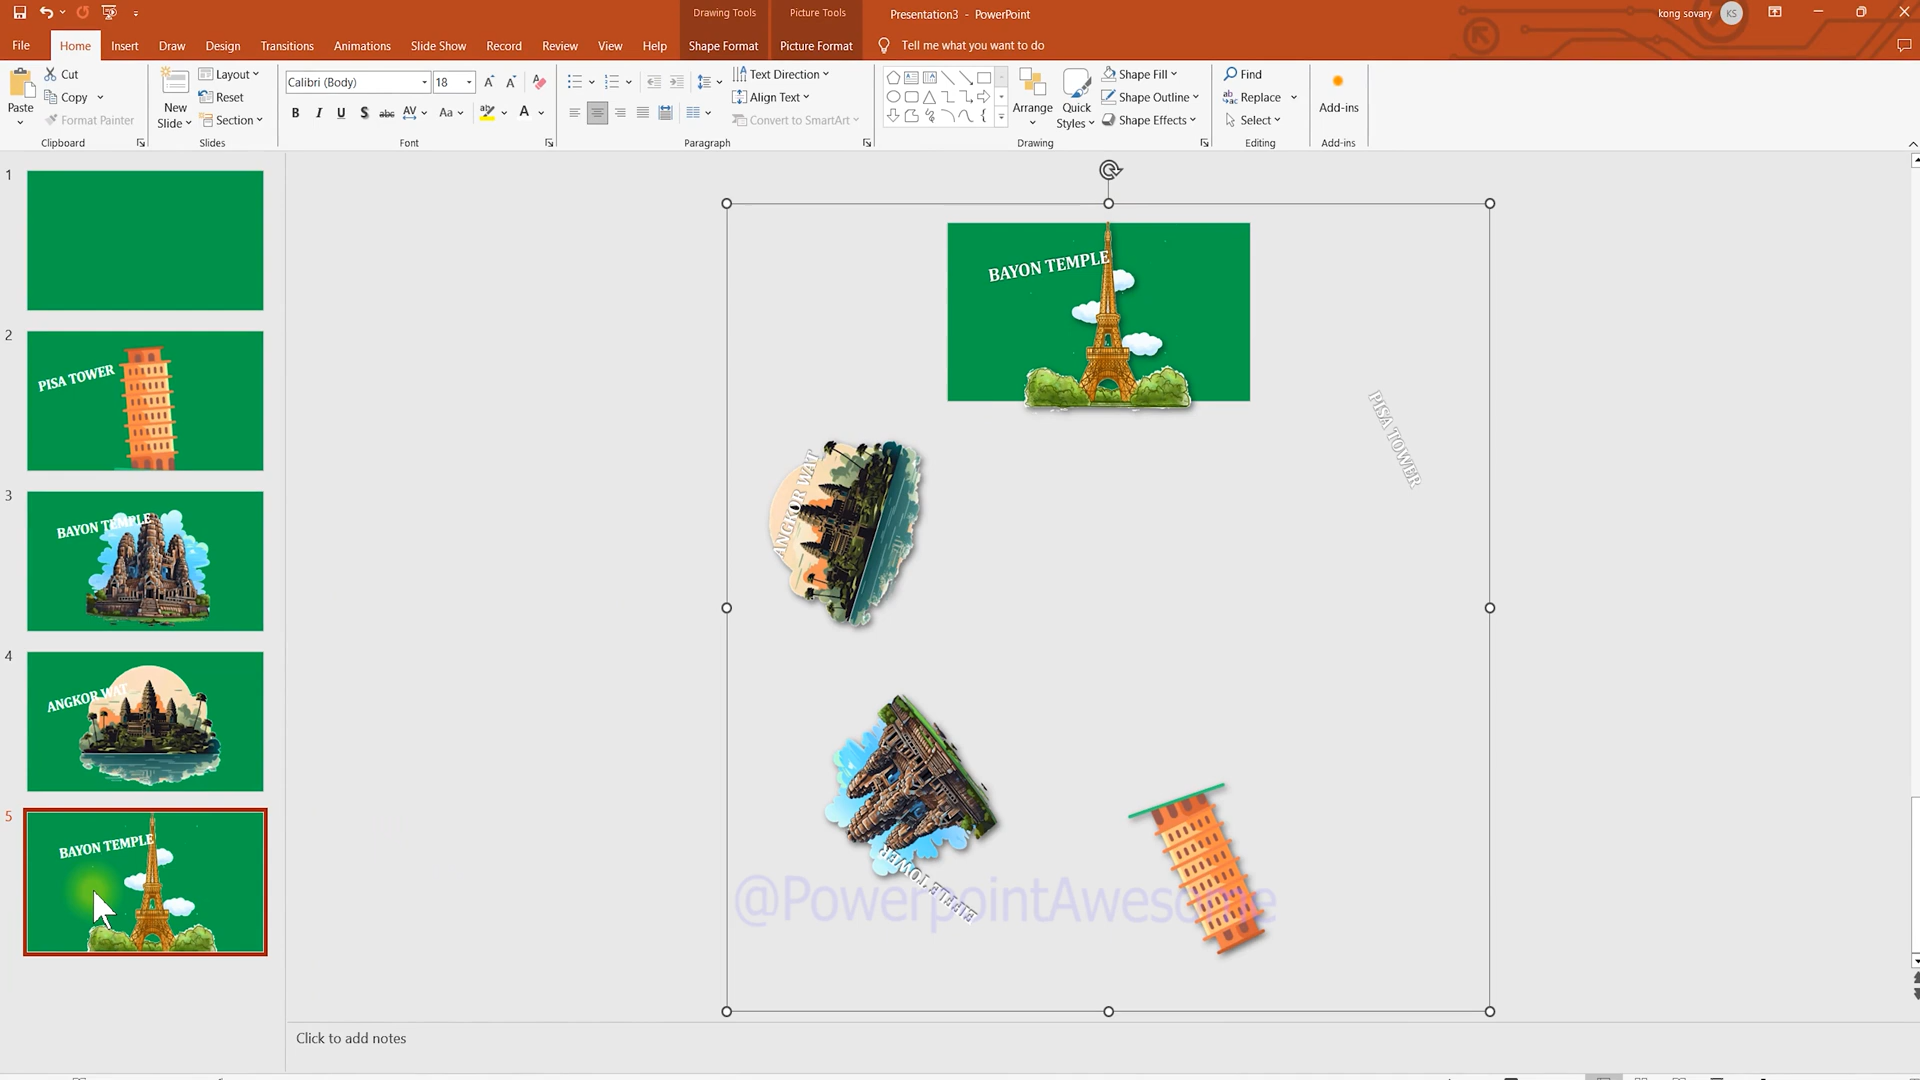 Drawing Tools
Picture Tools
Presentation3 - PowerPoint
kong sovary
KS
File
Home
Insert
Draw
Design
Transitions
Animations
Slide Show
Record
Review
View
Help
Shape Format
Picture Format
Tell me what you want to do
Paste
Cut
Copy
Format Painter
Clipboard
New
Slide
Layout
Reset
Section
Slides
Calibri (Body)
18
B I U S abc AV Aa A
Font
Text Direction
Align Text
Convert to SmartArt
Paragraph
Arrange
Quick
Styles
Shape Fill
Shape Outline
Shape Effects
Drawing
Find
Replace
Select
Editing
Add-ins
Add-ins
1
2
PISA TOWER
3
BAYON TEMPLE
4
ANGKOR WAT
5
BAYON TEMPLE
BAYON TEMPLE
PISA TOWER
ANGKOR WAT
EIFFLE TOWER
@PowerpointAwesome
Click to add notes